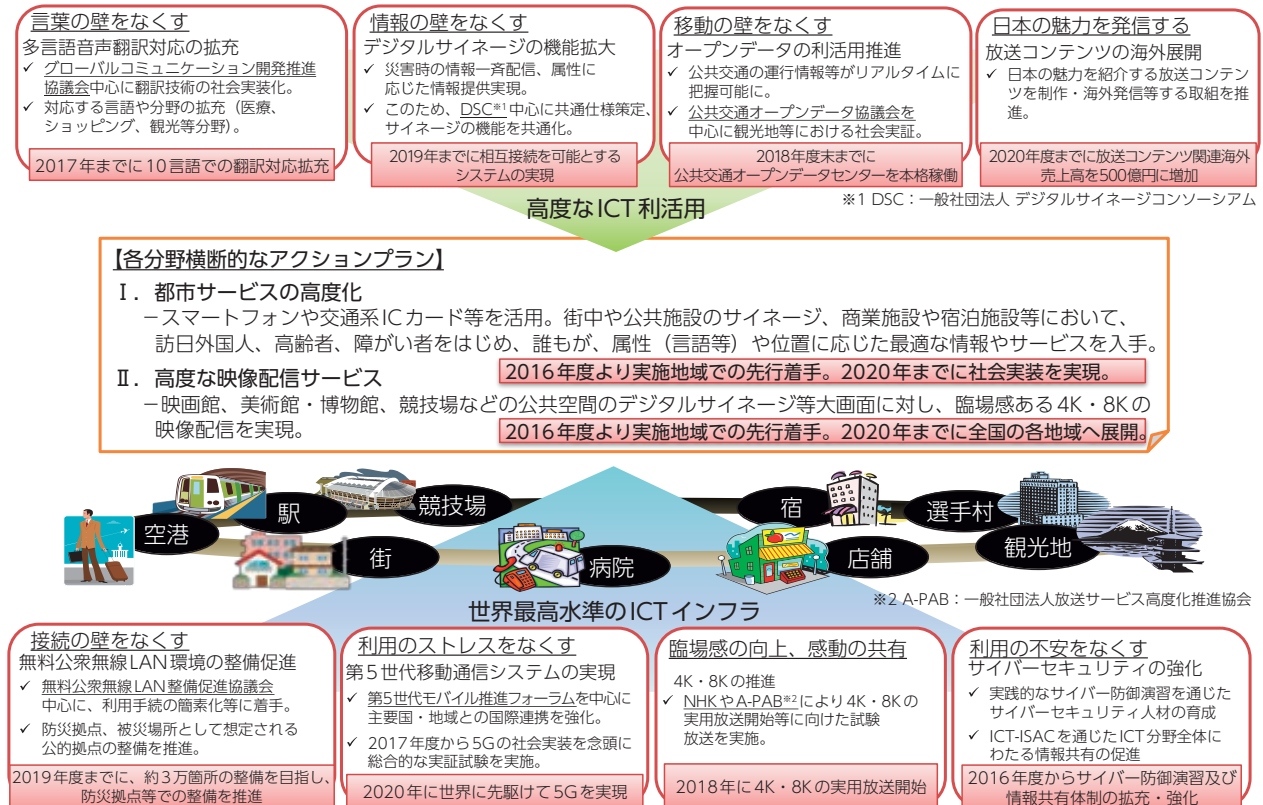 言葉の壁をなくす
多言語音声翻訳対応の拡充
✓ グローバルコミュニケーション開発推進
協議会中心に翻訳技術の社会実装化。
✓ 対応する言語や分野の拡充(医療、
ショッピング、観光等分野)。
2017年までに10言語での翻訳対応拡充
情報の壁をなくす
デジタルサイネージの機能拡大
✓ 災害時の情報一斉配信、属性に
応じた情報提供実現。
✓ このため、DSC※1中心に共通仕様策定、
サイネージの機能を共通化。
2019年までに相互接続を可能とする
システムの実現
移動の壁をなくす
オープンデータの利活用推進
✓ 公共交通の運行情報等がリアルタイムに
把握可能に。
✓ 公共交通オープンデータ協議会を
中心に観光地等における社会実証。
2018年度末までに
公共交通オープンデータセンターを本格稼働
日本の魅力を発信する
放送コンテンツの海外展開
✓ 日本の魅力を紹介する放送コンテン
ツを制作・海外発信等する取組を推
進。
2020年度までに放送コンテンツ関連海外
売上高を500億円に増加
※1 DSC:一般社団法人 デジタルサイネージコンソーシアム
高度なICT利活用
【各分野横断的なアクションプラン】
Ⅰ.都市サービスの高度化
-スマートフォンや交通系ICカード等を活用。街中や公共施設のサイネージ、商業施設や宿泊施設等において、
訪日外国人、高齢者、障がい者をはじめ、誰もが、属性(言語等)や位置に応じた最適な情報やサービスを入手。
2016年度より実施地域での先行着手。2020年までに社会実装を実現。
Ⅱ.高度な映像配信サービス
-映画館、美術館・博物館、競技場などの公共空間のデジタルサイネージ等大画面に対し、臨場感ある4K・8Kの
映像配信を実現。
2016年度より実施地域での先行着手。2020年までに全国の各地域へ展開。
空港
駅
競技場
街
病院
宿
店舗
選手村
観光地
※2 A-PAB:一般社団法人放送サービス高度化推進協会
世界最高水準のICTインフラ
接続の壁をなくす
無料公衆無線LAN環境の整備促進
✓ 無料公衆無線LAN整備促進協議会
中心に、利用手続の簡素化等に着手。
✓ 防災拠点、被災場所として想定される
公的拠点の整備を推進。
2019年度までに、約3万箇所の整備を目指し、
防災拠点等での整備を推進
利用のストレスをなくす
第5世代移動通信システムの実現
✓ 第5世代モバイル推進フォーラムを中心に
主要国・地域との国際連携を強化。
✓ 2017年度から5Gの社会実装を念頭に
総合的な実証試験を実施。
2020年に世界に先駆けて5Gを実現
臨場感の向上、感動の共有
4K・8Kの推進
✓ NHKやA-PAB※2により4K・8Kの
実用放送開始等に向けた試験
放送を実施。
2018年に4K・8Kの実用放送開始
利用の不安をなくす
サイバーセキュリティの強化
✓ 実践的なサイバー防御演習を通じた
サイバーセキュリティ人材の育成
✓ ICT-ISACを通じたICT分野全体に
わたる情報共有の促進
2016年度からサイバー防御演習及び
情報共有体制の拡充・強化